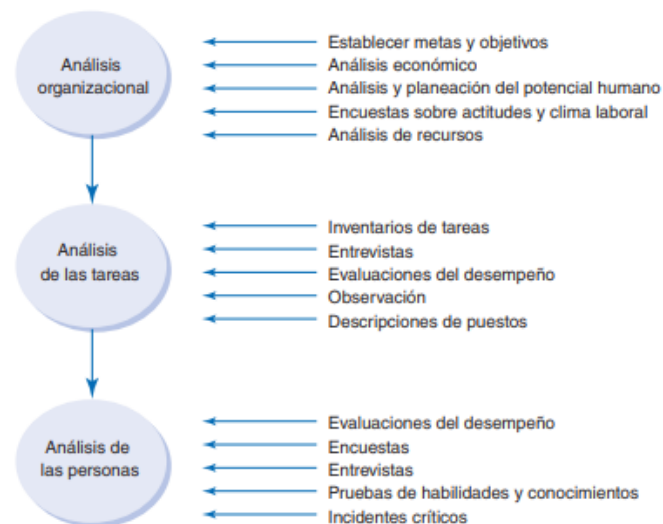 Análisis
organizacional
Establecer metas y objetivos
Análisis económico
Análisis y planeación del potencial humano
Encuestas sobre actitudes y clima laboral
Análisis de recursos
Análisis
de las tareas
Inventarios de tareas
Entrevistas
Evaluaciones del desempeño
Observación
Descripciones de puestos
Análisis de
las personas
Evaluaciones del desempeño
Encuestas
Entrevistas
Pruebas de habilidades y conocimientos
Incidentes críticos